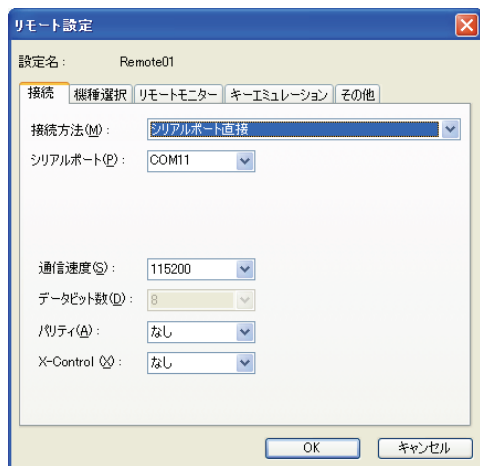 リモート設定
設定名： Remote01
接続 機種選択 リモートモニター キーエミュレーション その他
接続方法(M)： シリアルポート直接
シリアルポート(P)： COM11
通信速度(S)： 115200
データビット数(D)： 8
パリティ(A)： なし
X-Control (X)： なし
OK キャンセル